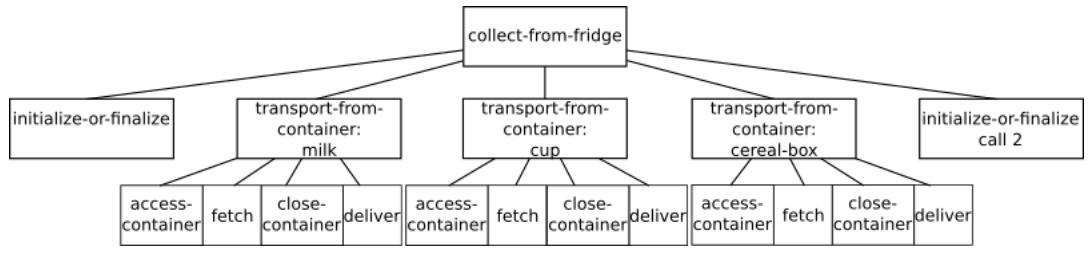 collect-from-fridge
initialize-or-finalize
transport-from-
container:
milk
transport-from-
container:
cup
transport-from-
container:
cereal-box
initialize-or-finalize
call 2
access-
container
fetch
close-
container
deliver
access-
container
fetch
close-
container
deliver
access-
container
fetch
close-
container
deliver